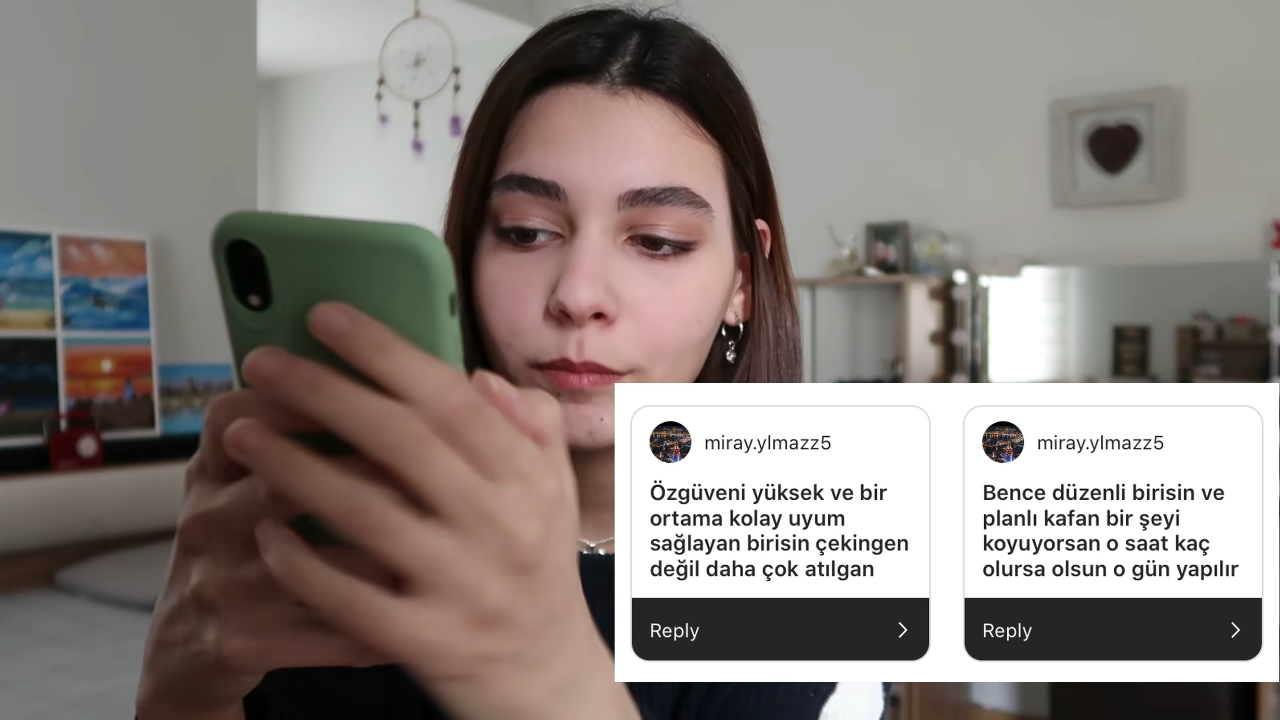 miray.ylmazz5
Özgüveni yüksek ve bir
ortama kolay uyum
sağlayan birisin çekingen
değil daha çok atılgan
Reply
miray.ylmazz5
Bence düzenli birisin ve
planlı kafan bir şeyi
koyuyorsan o saat kaç
olursa olsun o gün yapılır
Reply